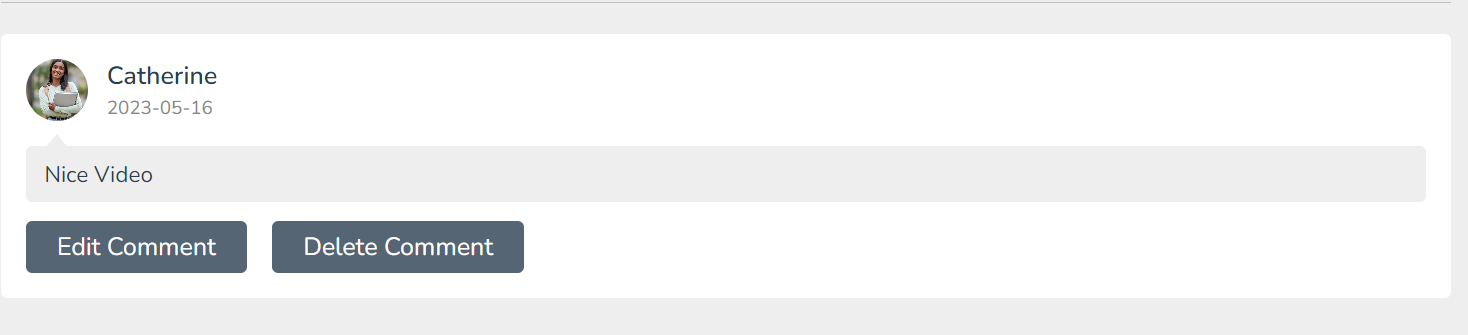 Catherine
2023-05-16
Nice Video
Edit Comment Delete Comment